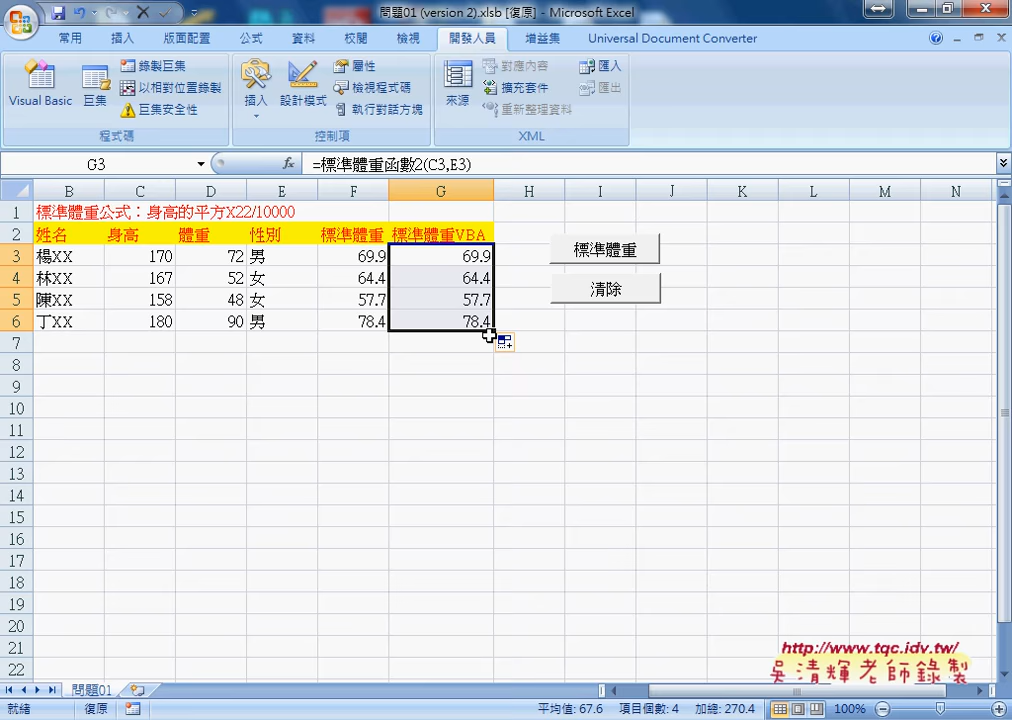 問題01 (version 2).xlsb [復原] - Microsoft Excel
常用 插入 版面配置 公式 資料 校閱 檢視 開發人員 增益集 Universal Document Converter
Visual Basic
巨集
錄製巨集
以相對位置錄製
巨集安全性
程式碼
插入
設計模式
屬性
檢視程式碼
執行對話方塊
控制項
來源
對應內容
擴充套件
重新整理資料
匯入
匯出
XML
G3 fx =標準體重函數2(C3,E3)
B C D E F G H I J K L M N
1 標準體重公式：身高的平方X22/10000
2 姓名 身高 體重 性別 標準體重 標準體重VBA
3 楊XX 170 72 男 69.9 69.9
4 林XX 167 52 女 64.4 64.4
5 陳XX 158 48 女 57.7 57.7
6 丁XX 180 90 男 78.4 78.4
標準體重
清除
7
8
9
10
11
12
13
14
15
16
17
18
19
20
21
22
http://www.tqc.idv.tw/
吳清輝老師錄製
問題01
就緒 復原 平均值: 67.6 項目個數: 4 加總: 270.4 100%